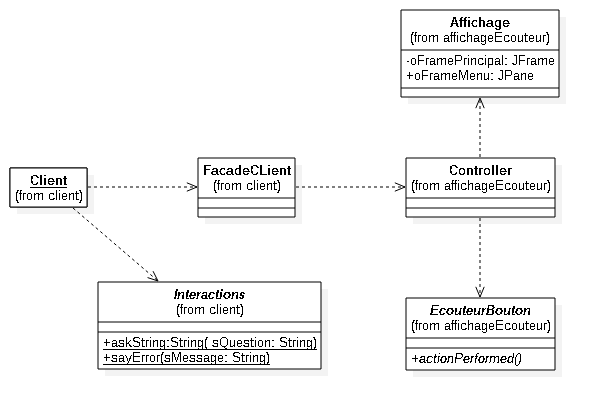 Affichage
(from affichageEcouteur)
-oFramePrincipal: JFrame
+oFrameMenu: JPane
Client
(from client)
FacadeCLient
(from client)
Controller
(from affichageEcouteur)
Interactions
(from client)
+askString:String( sQuestion: String)
+sayError(sMessage: String)
EcouteurBouton
(from affichageEcouteur)
+actionPerformed()